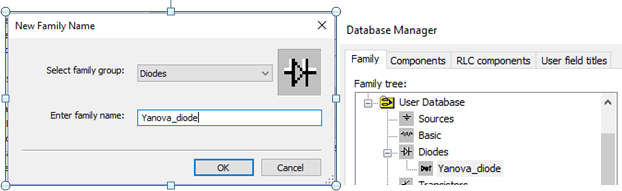 New Family Name
Select family group:
Diodes
Enter family name:
Yanova_diode
OK
Cancel
Database Manager
Family
Components
RLC components
User field titles
Family tree:
User Database
Sources
Basic
Diodes
Yanova_diode
Transistors